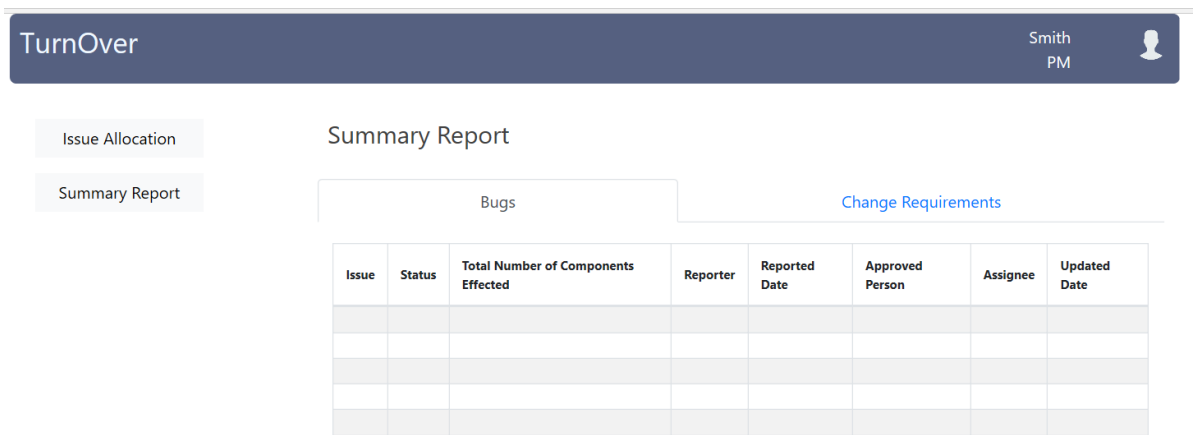 TurnOver
Smith
PM
Issue Allocation
Summary Report
Summary Report
Bugs
Change Requirements
Issue
Status
Total Number of Components
Effected
Reporter
Reported
Date
Approved
Person
Assignee
Updated
Date